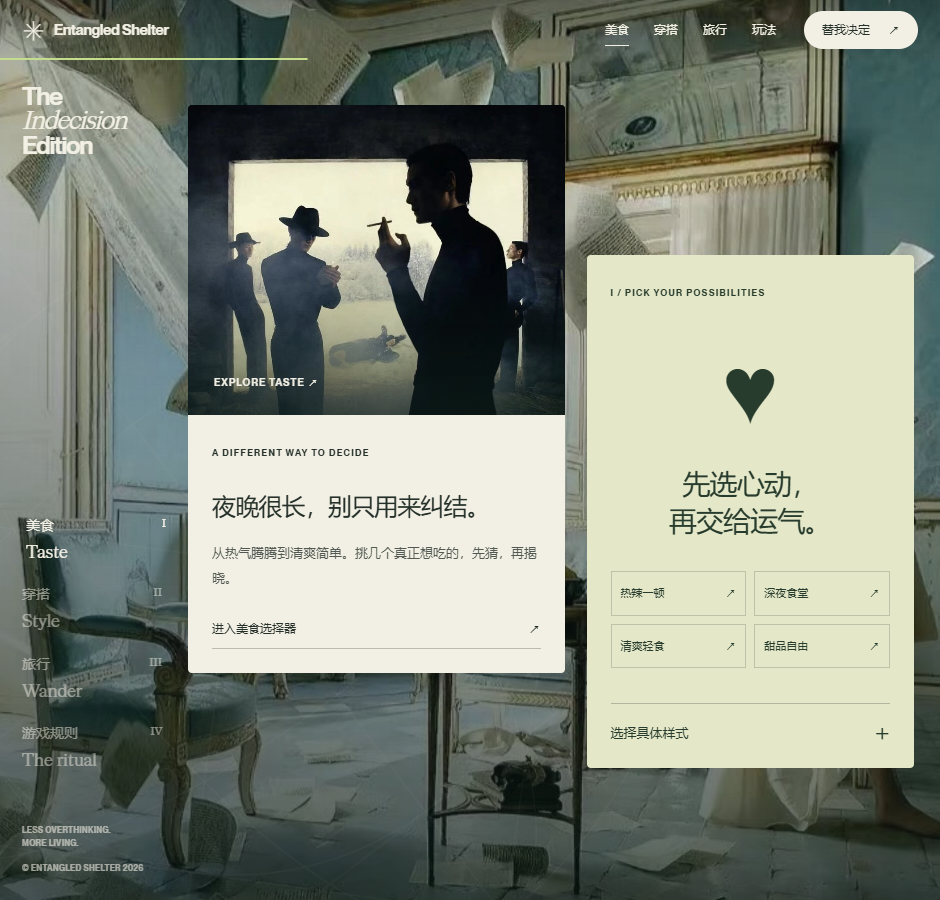 Entangled Shelter
美食 穿搭 旅行 玩法 替我决定 ↗
The
Indecision
Edition
EXPLORE TASTE ↗
A DIFFERENT WAY TO DECIDE
夜晚很长，别只用来纠结。
从热气腾腾到清爽简单。挑几个真正想吃的，先猜，再揭
晓。
进入美食选择器 ↗
I / PICK YOUR POSSIBILITIES
♥
先选心动，
再交给运气。
热辣一顿 ↗
深夜食堂 ↗
清爽轻食 ↗
甜品自由 ↗
选择具体样式 +
美食 I
Taste
穿搭 II
Style
旅行 III
Wander
游戏规则 IV
The ritual
LESS OVERTHINKING.
MORE LIVING.
© ENTANGLED SHELTER 2026